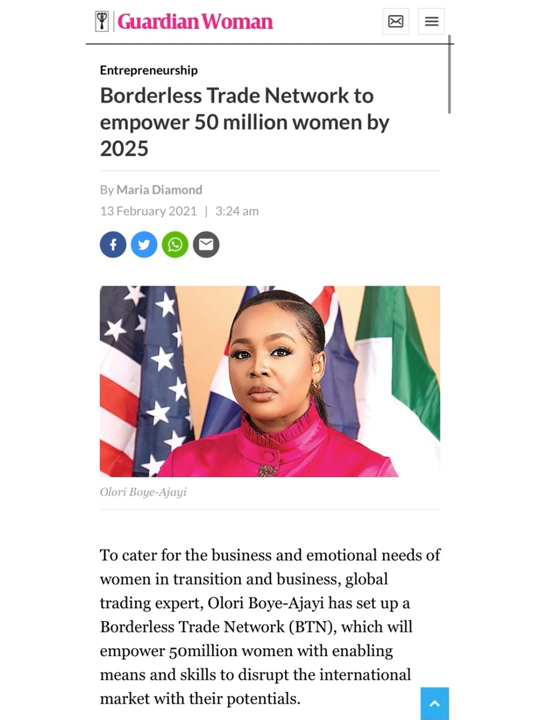 Guardian Woman
Entrepreneurship
Borderless Trade Network to
empower 50 million women by
2025
By Maria Diamond
13 February 2021 | 3:24 am
Olori Boye-Ajayi
To cater for the business and emotional needs of
women in transition and business, global
trading expert, Olori Boye-Ajayi has set up a
Borderless Trade Network (BTN), which will
empower 50million women with enabling
means and skills to disrupt the international
market with their potentials.